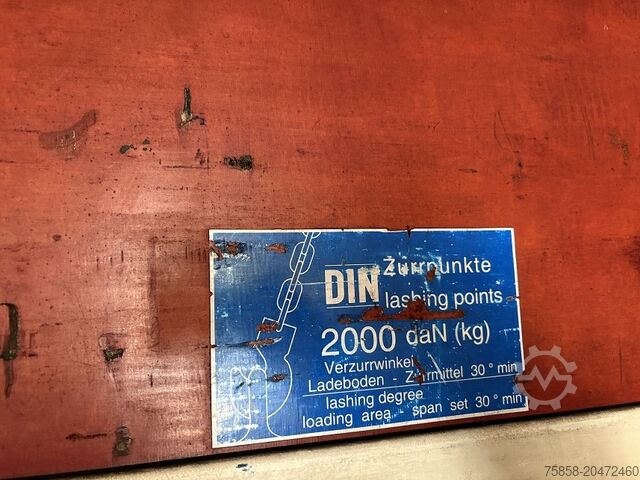 DIN Zurrpunkte
lashing points
2000 daN (kg)
Verzurrwinkel
Ladeboden - Zurrmittel 30° min
lashing degree
loading area span set 30° min
75858-20472460